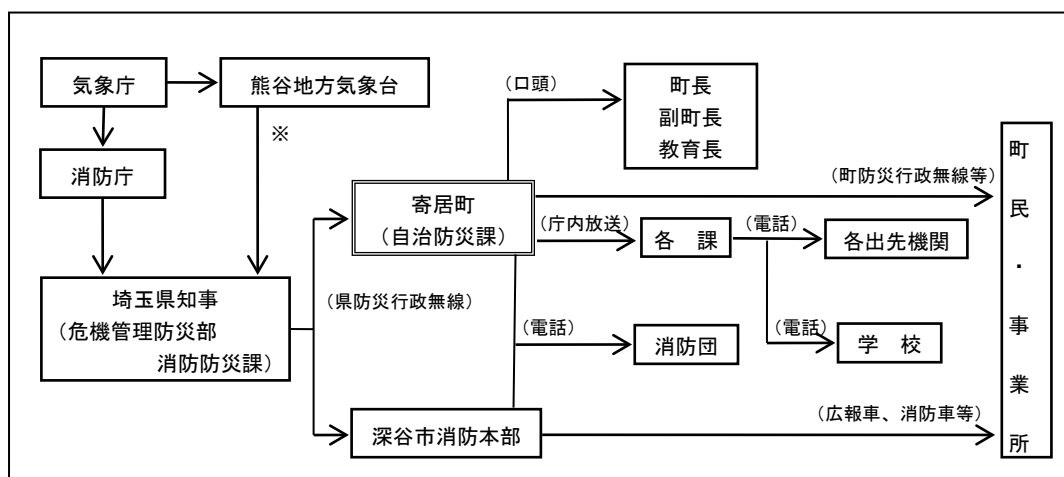 気象庁
熊谷地方気象台
※
消防庁
埼玉県知事
（危機管理防災部
消防防災課）
（県防災行政無線）
寄居町
（自治防災課）
深谷市消防本部
（口頭）
町長
副町長
教育長
（町防災行政無線等）
（庁内放送）
各　課
（電話）
各出先機関
（電話）
学　校
（電話）
消防団
（広報車、消防車等）
町民・事業所